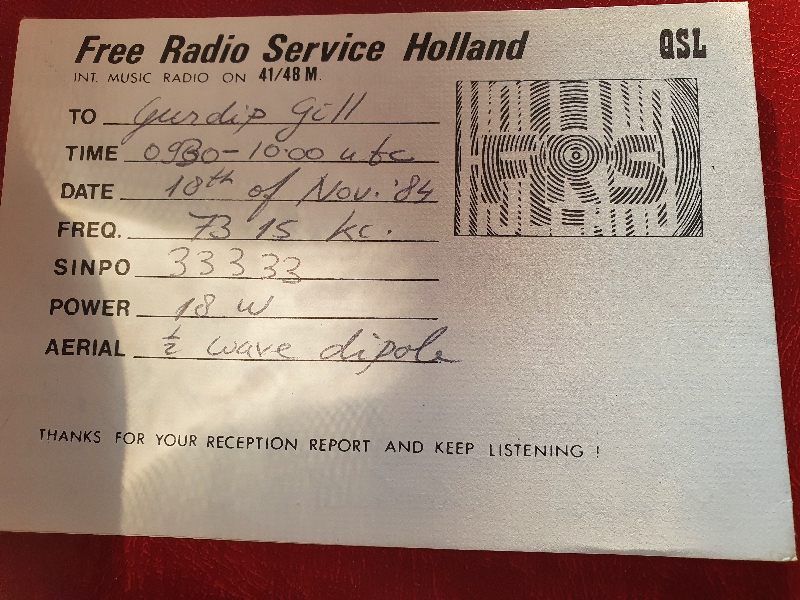 Free Radio Service Holland
QSL
INT. MUSIC RADIO ON 41/48 M.
FRS
TO Gurdip Gill
TIME 0930-10:00 utc
DATE 18th of Nov. '84
FREQ. 7315 kc.
SINPO 33333
POWER 18 W
AERIAL ½ wave dipole
THANKS FOR YOUR RECEPTION REPORT AND KEEP LISTENING !